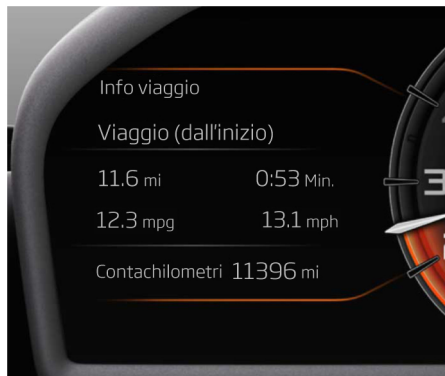 Info viaggio
Viaggio (dall'inizio)
11.6 mi 0:53 Min.
12.3 mpg 13.1 mph
Contachilometri 11396 mi
3